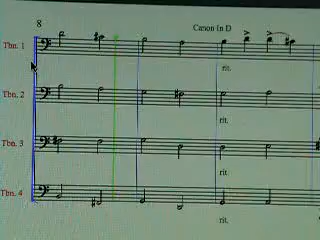 8
Canon in D
Tbn. 1
rit.
Tbn. 2
rit.
Tbn. 3
rit.
Tbn. 4
rit.